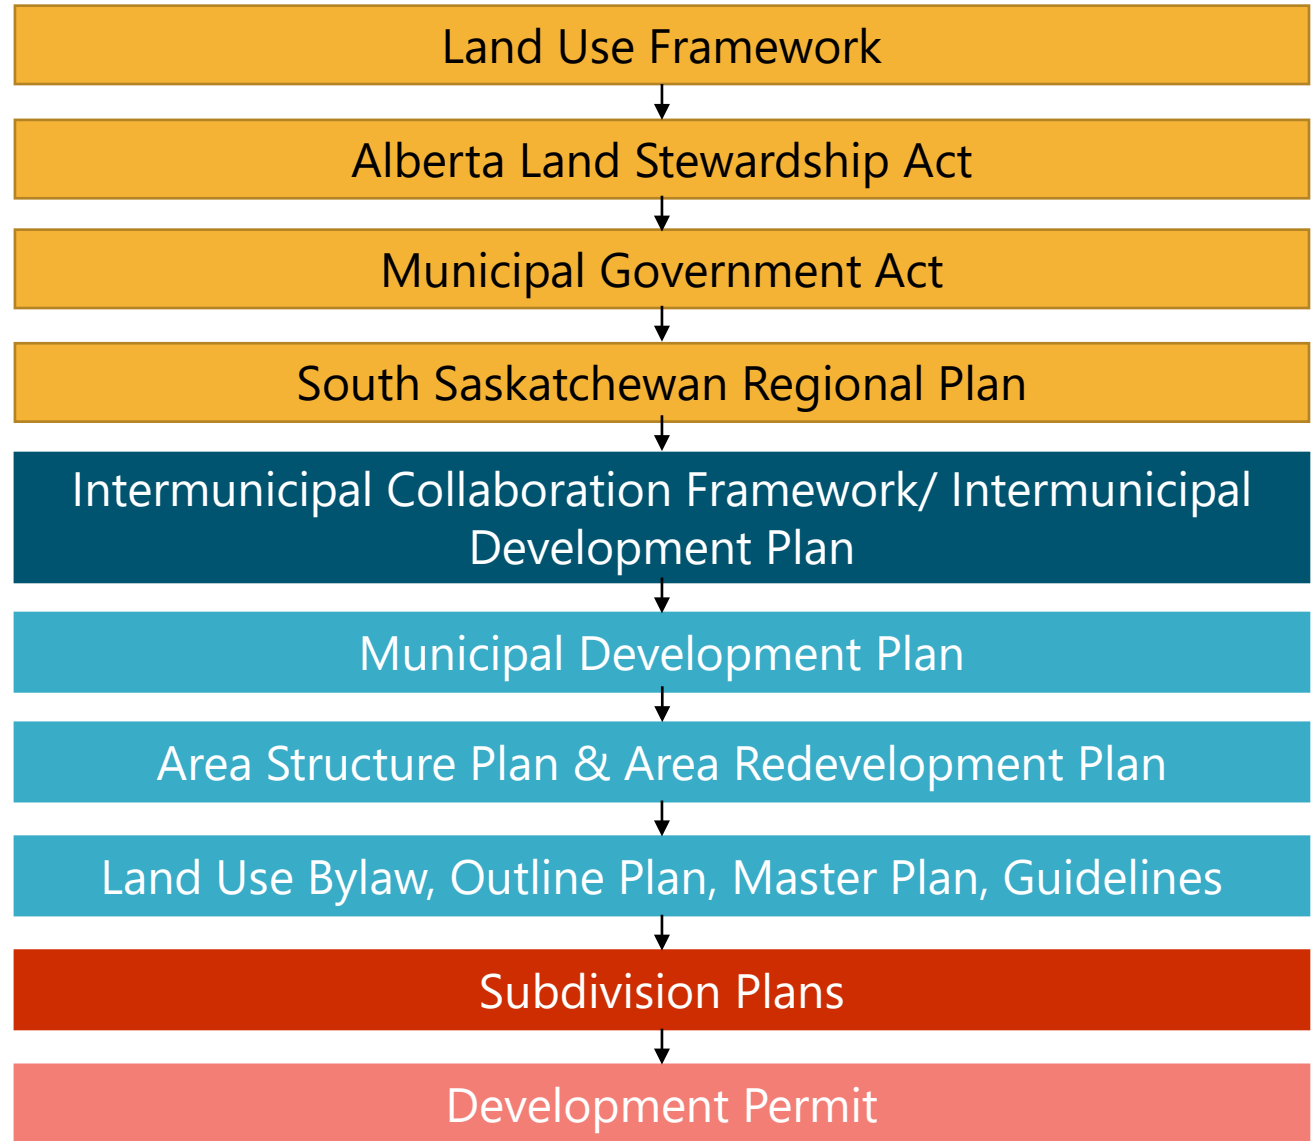 Land Use Framework
Alberta Land Stewardship Act
Municipal Government Act
South Saskatchewan Regional Plan
Intermunicipal Collaboration Framework/ Intermunicipal
Development Plan
Municipal Development Plan
Area Structure Plan & Area Redevelopment Plan
Land Use Bylaw, Outline Plan, Master Plan, Guidelines
Subdivision Plans
Development Permit